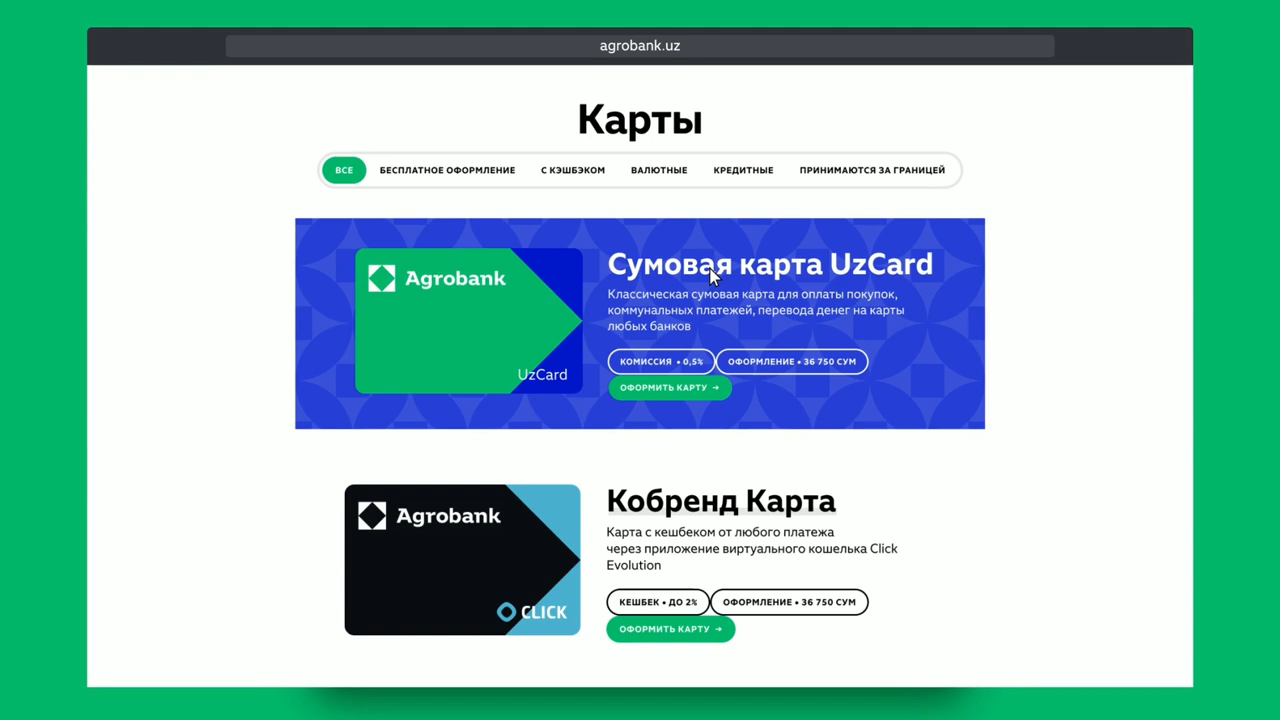 agrobank.uz
Карты
ВСЕ БЕСПЛАТНОЕ ОФОРМЛЕНИЕ С КЭШБЭКОМ ВАЛЮТНЫЕ КРЕДИТНЫЕ ПРИНИМАЮТСЯ ЗА ГРАНИЦЕЙ
Agrobank
UzCard
Сумовая карта UzCard
Классическая сумовая карта для оплаты покупок,
коммунальных платежей, перевода денег на карты
любых банков
КОМИССИЯ • 0,5% ОФОРМЛЕНИЕ • 36 750 СУМ
ОФОРМИТЬ КАРТУ →
Agrobank
CLICK
Кобренд Карта
Карта с кешбеком от любого платежа
через приложение виртуального кошелька Click
Evolution
КЕШБЕК • ДО 2% ОФОРМЛЕНИЕ • 36 750 СУМ
ОФОРМИТЬ КАРТУ →